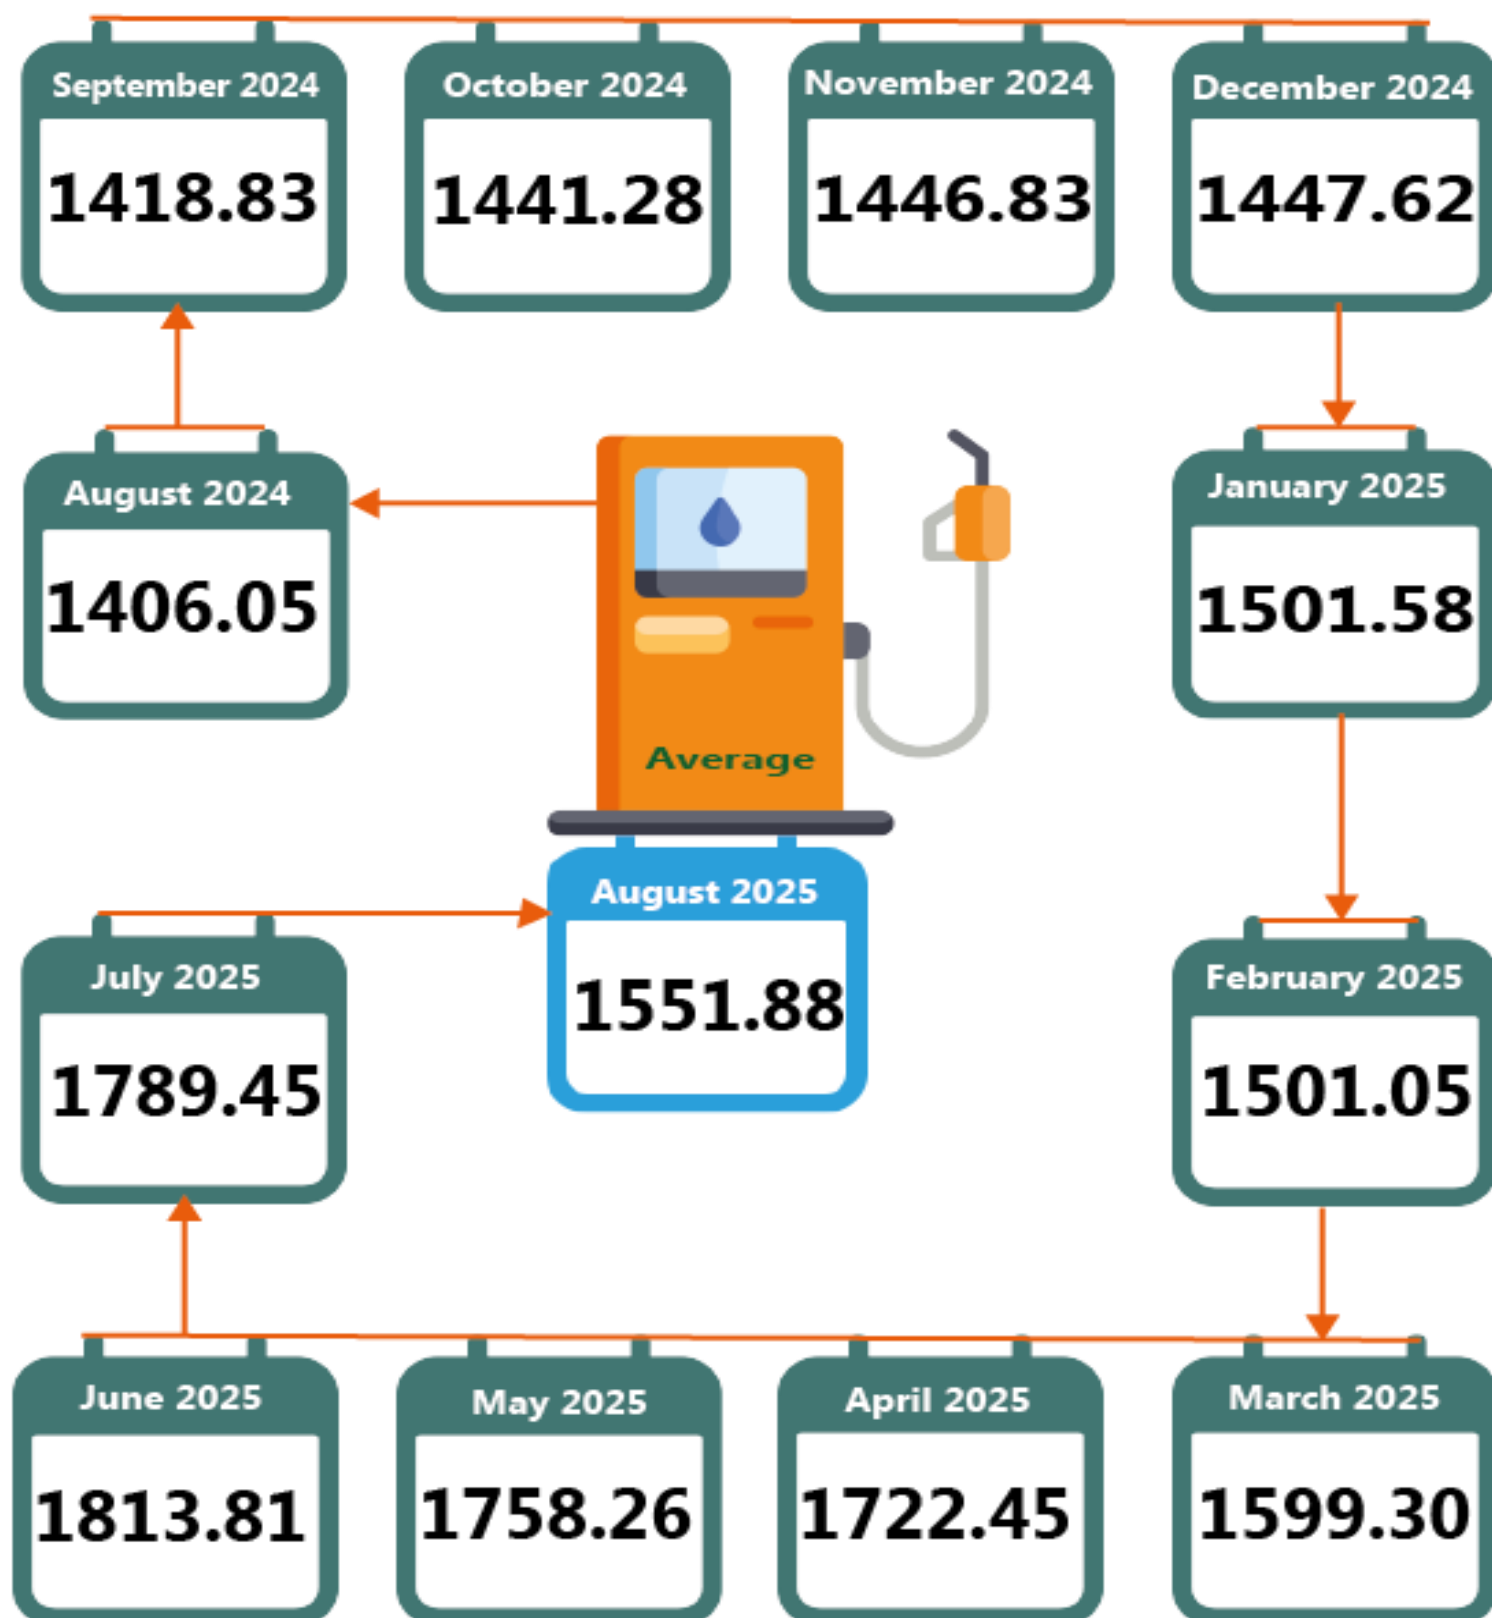 September 2024
1418.83
October 2024
1441.28
November 2024
1446.83
December 2024
1447.62
August 2024
1406.05
January 2025
1501.58
Average
August 2025
1551.88
July 2025
1789.45
February 2025
1501.05
June 2025
1813.81
May 2025
1758.26
April 2025
1722.45
March 2025
1599.30